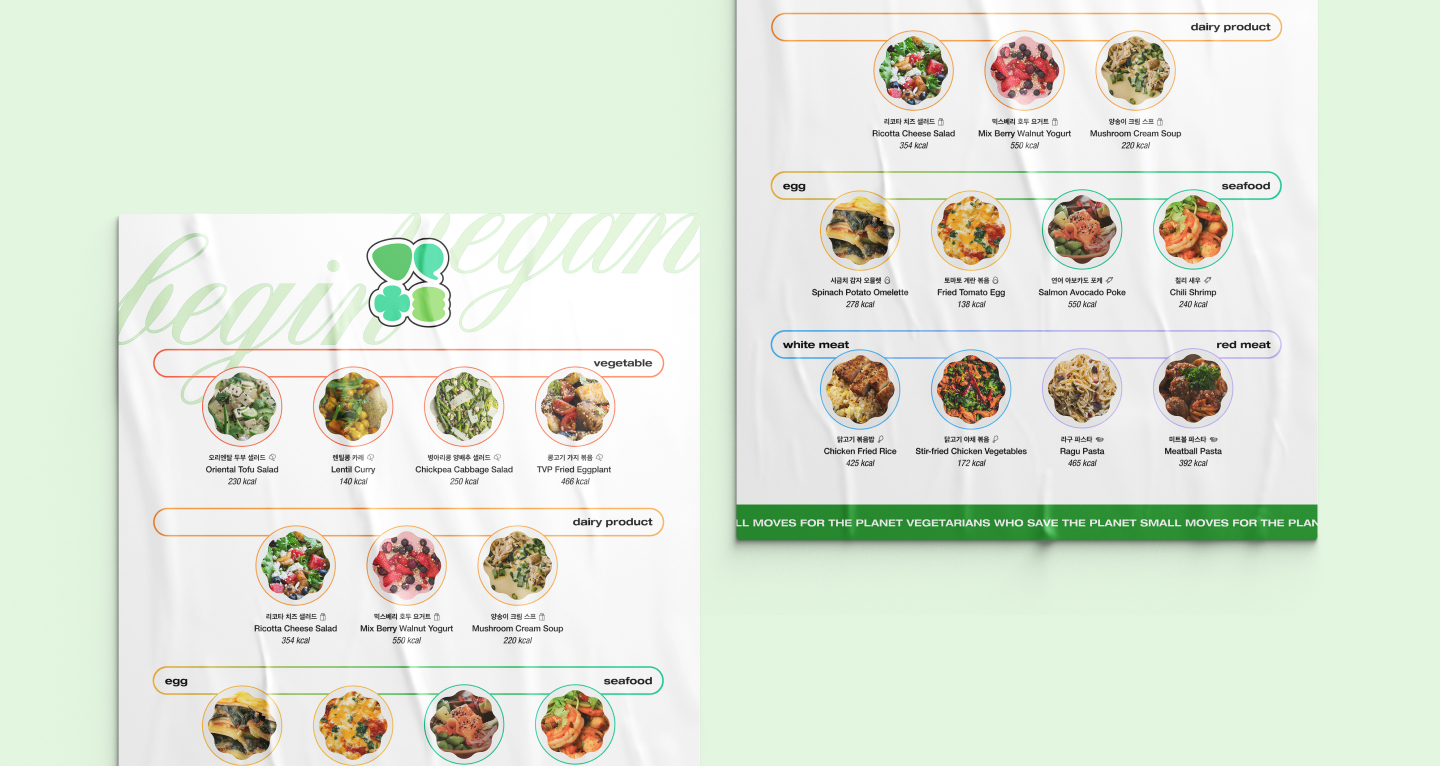 begin vegan
vegetable
오리엔탈 두부 샐러드
Oriental Tofu Salad
230 kcal
렌틸콩 카레
Lentil Curry
140 kcal
병아리콩 양배추 샐러드
Chickpea Cabbage Salad
250 kcal
콩고기 가지 볶음
TVP Fried Eggplant
466 kcal
dairy product
리코타 치즈 샐러드
Ricotta Cheese Salad
354 kcal
믹스베리 호두 요거트
Mix Berry Walnut Yogurt
550 kcal
양송이 크림 스프
Mushroom Cream Soup
220 kcal
egg
seafood
dairy product
리코타 치즈 샐러드
Ricotta Cheese Salad
354 kcal
믹스베리 호두 요거트
Mix Berry Walnut Yogurt
550 kcal
양송이 크림 스프
Mushroom Cream Soup
220 kcal
egg
seafood
시금치 감자 오믈렛
Spinach Potato Omelette
278 kcal
토마토 계란 볶음
Fried Tomato Egg
138 kcal
연어 아보카도 포케
Salmon Avocado Poke
550 kcal
칠리 새우
Chili Shrimp
240 kcal
white meat
red meat
닭고기 볶음밥
Chicken Fried Rice
425 kcal
닭고기 야채 볶음
Stir-fried Chicken Vegetables
172 kcal
라구 파스타
Ragu Pasta
465 kcal
미트볼 파스타
Meatball Pasta
392 kcal
LL MOVES FOR THE PLANET VEGETARIANS WHO SAVE THE PLANET SMALL MOVES FOR THE PLAN